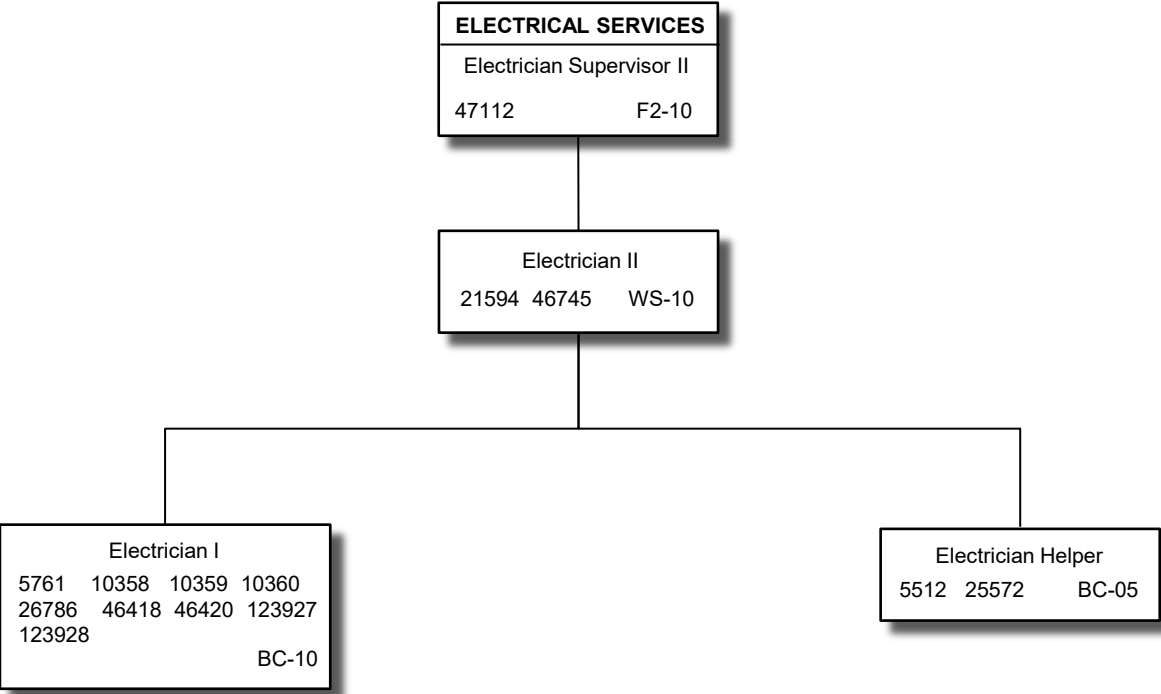 ELECTRICAL SERVICES
Electrician Supervisor II
47112 F2-10
Electrician II
21594 46745 WS-10
Electrician I
5761 10358 10359 10360
26786 46418 46420 123927
123928
BC-10
Electrician Helper
5512 25572 BC-05